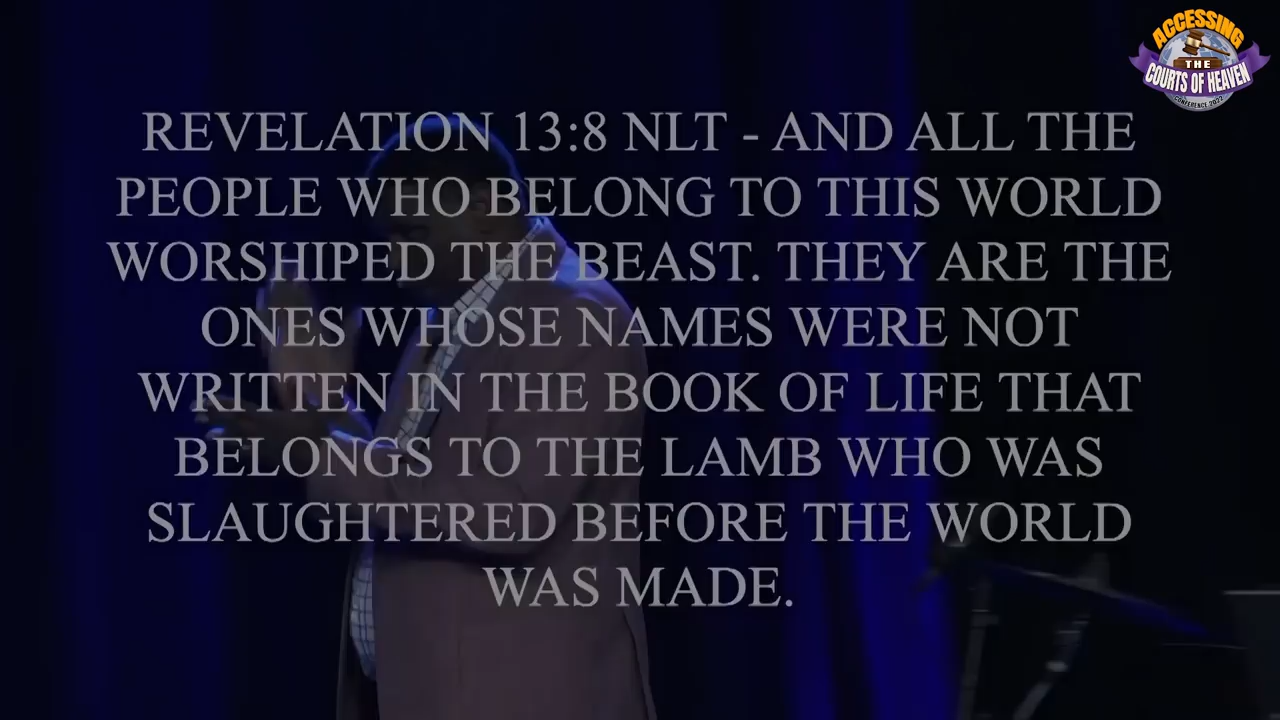 ACCESSING
THE
COURTS OF HEAVEN
CONFERENCE 2022
REVELATION 13:8 NLT - AND ALL THE
PEOPLE WHO BELONG TO THIS WORLD
WORSHIPED THE BEAST. THEY ARE THE
ONES WHOSE NAMES WERE NOT
WRITTEN IN THE BOOK OF LIFE THAT
BELONGS TO THE LAMB WHO WAS
SLAUGHTERED BEFORE THE WORLD
WAS MADE.